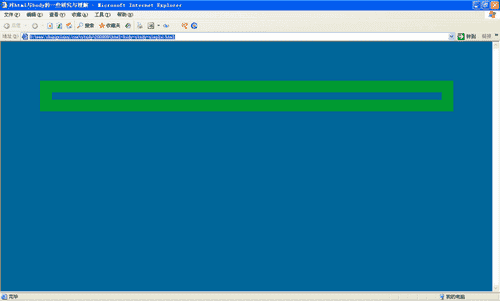 对html与body的一些研究与理解 - Microsoft Internet Explorer
文件(F) 编辑(E) 查看(V) 收藏(A) 工具(T) 帮助(H)
后退 搜索 收藏夹
地址(D) 转到 链接
完毕 我的电脑